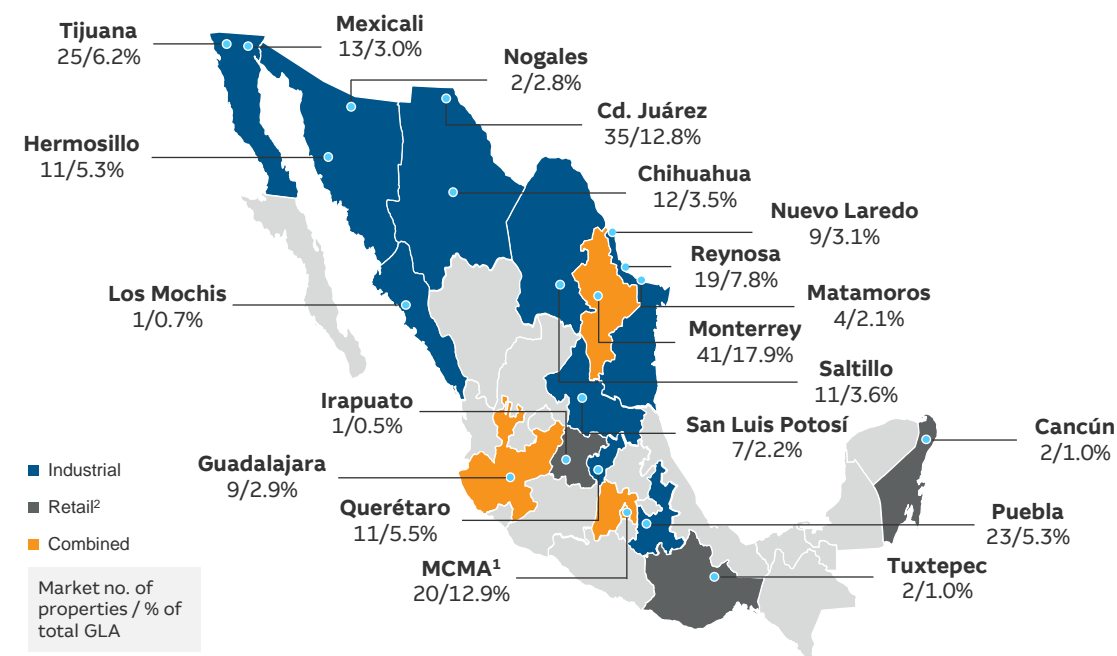 Tijuana
25/6.2%
Mexicali
13/3.0%
Nogales
2/2.8%
Cd. Juárez
35/12.8%
Hermosillo
11/5.3%
Chihuahua
12/3.5%
Nuevo Laredo
9/3.1%
Reynosa
19/7.8%
Los Mochis
1/0.7%
Matamoros
4/2.1%
Monterrey
41/17.9%
Saltillo
11/3.6%
Irapuato
1/0.5%
San Luis Potosí
7/2.2%
Cancún
2/1.0%
Guadalajara
9/2.9%
Querétaro
11/5.5%
Puebla
23/5.3%
MCMA¹
20/12.9%
Tuxtepec
2/1.0%
Industrial
Retail²
Combined
Market no. of
properties / % of
total GLA